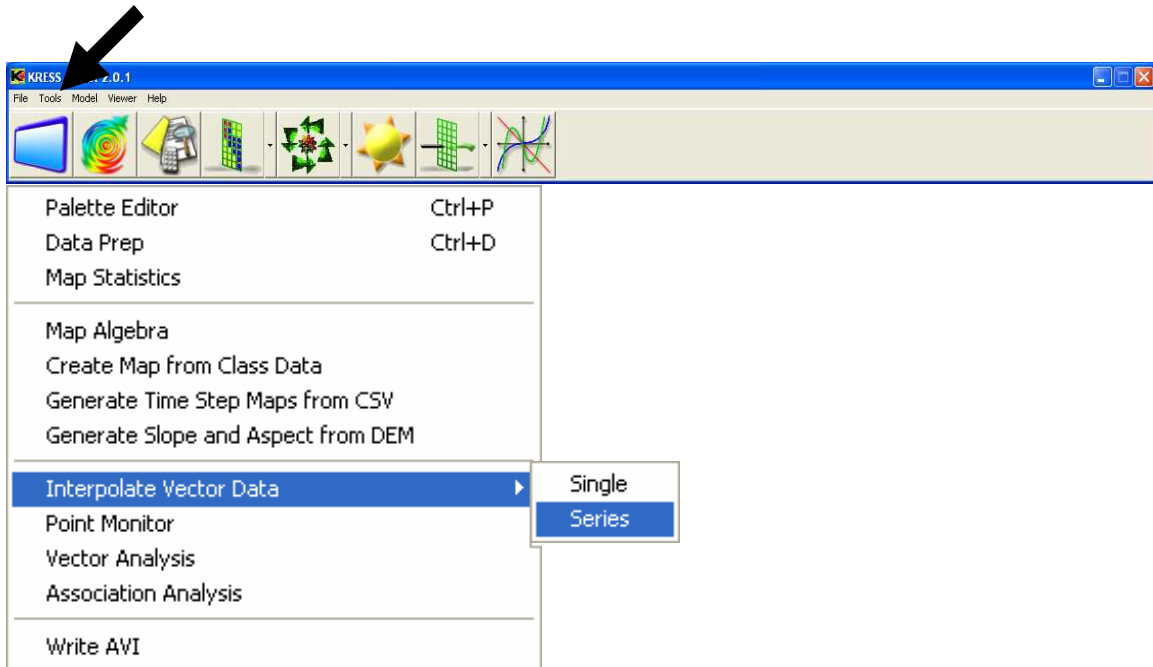 KRESS 2.0.1
File Tools Model Viewer Help
Palette Editor Ctrl+P
Data Prep Ctrl+D
Map Statistics
Map Algebra
Create Map from Class Data
Generate Time Step Maps from CSV
Generate Slope and Aspect from DEM
Interpolate Vector Data Single
Point Monitor Series
Vector Analysis
Association Analysis
Write AVI